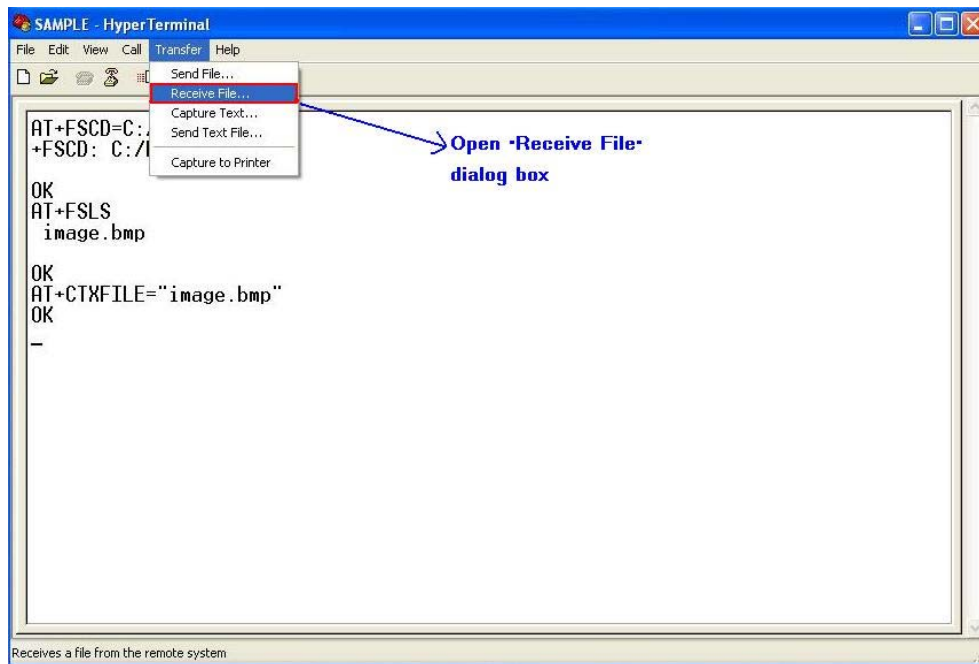 SAMPLE - HyperTerminal
File Edit View Call Transfer Help
Send File...
Receive File...
Capture Text...
Send Text File...
Capture to Printer
AT+FSCD=C:/
+FSCD: C:/
OK
AT+FSLS
image.bmp
OK
AT+CTXFILE="image.bmp"
OK
Open -Receive File-
dialog box
Receives a file from the remote system